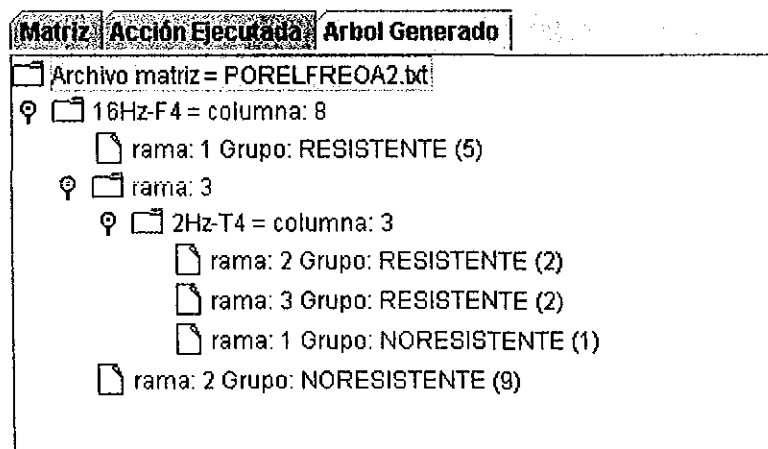 Matriz Acción Ejecutada Arbol Generado
Archivo matriz = PORELFREOA2.txt
16Hz-F4 = columna: 8
rama: 1 Grupo: RESISTENTE (5)
rama: 3
2Hz-T4 = columna: 3
rama: 2 Grupo: RESISTENTE (2)
rama: 3 Grupo: RESISTENTE (2)
rama: 1 Grupo: NORESISTENTE (1)
rama: 2 Grupo: NORESISTENTE (9)